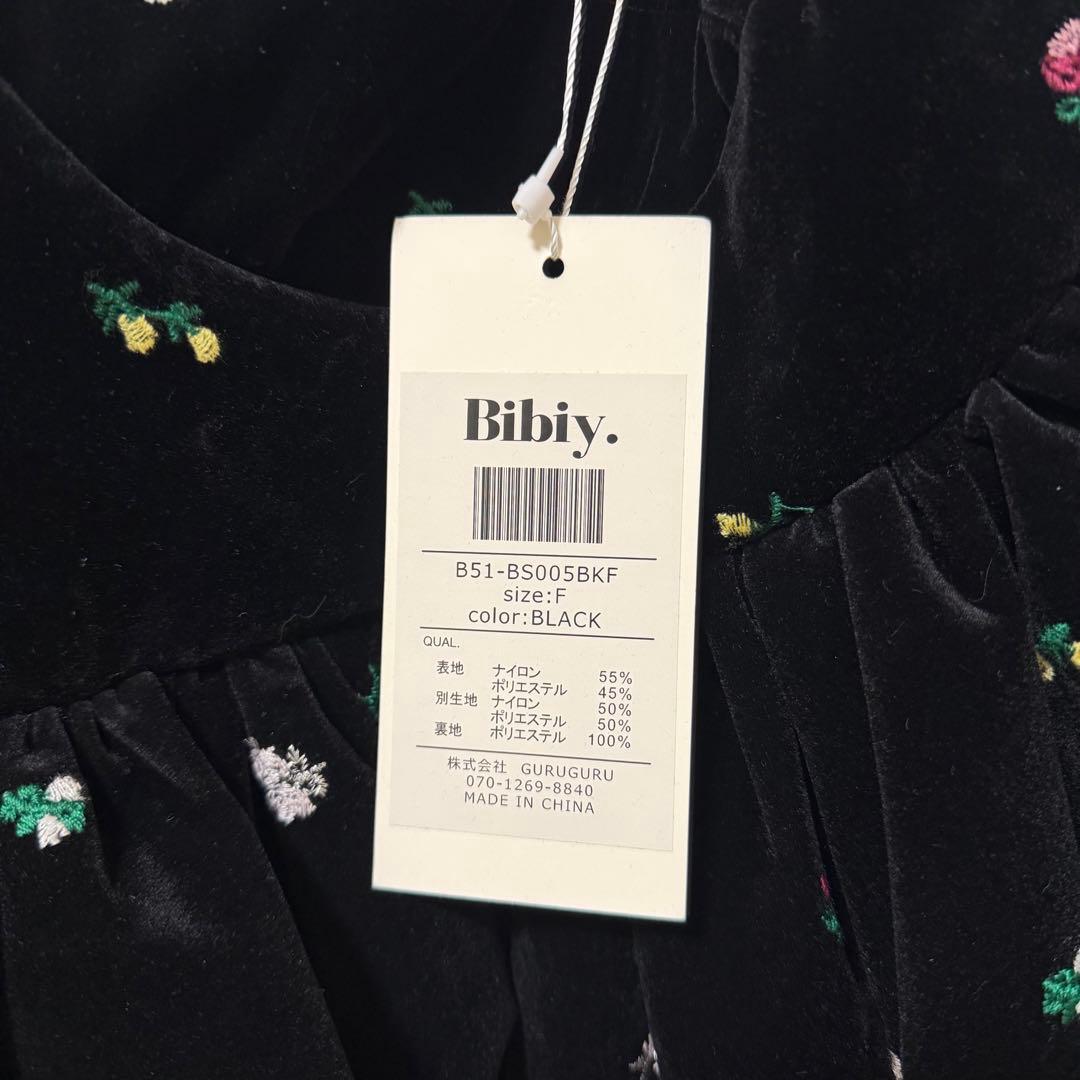 Bibiy.
B51-BS005BKF
size:F
color:BLACK
QUAL.
表地 ナイロン 55%
ポリエステル 45%
別生地 ナイロン 50%
ポリエステル 50%
裏地 ポリエステル 100%
株式会社 GURUGURU
070-1269-8840
MADE IN CHINA